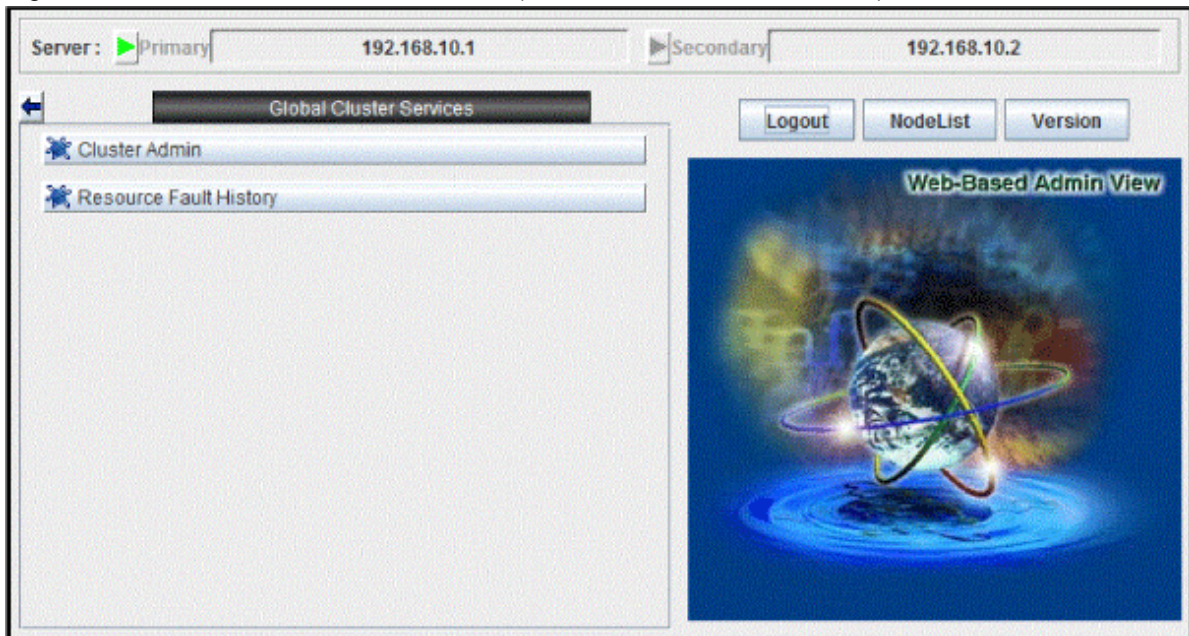 Server : Primary 192.168.10.1 Secondary 192.168.10.2
Global Cluster Services
Logout NodeList Version
Cluster Admin
Resource Fault History
Web-Based Admin View